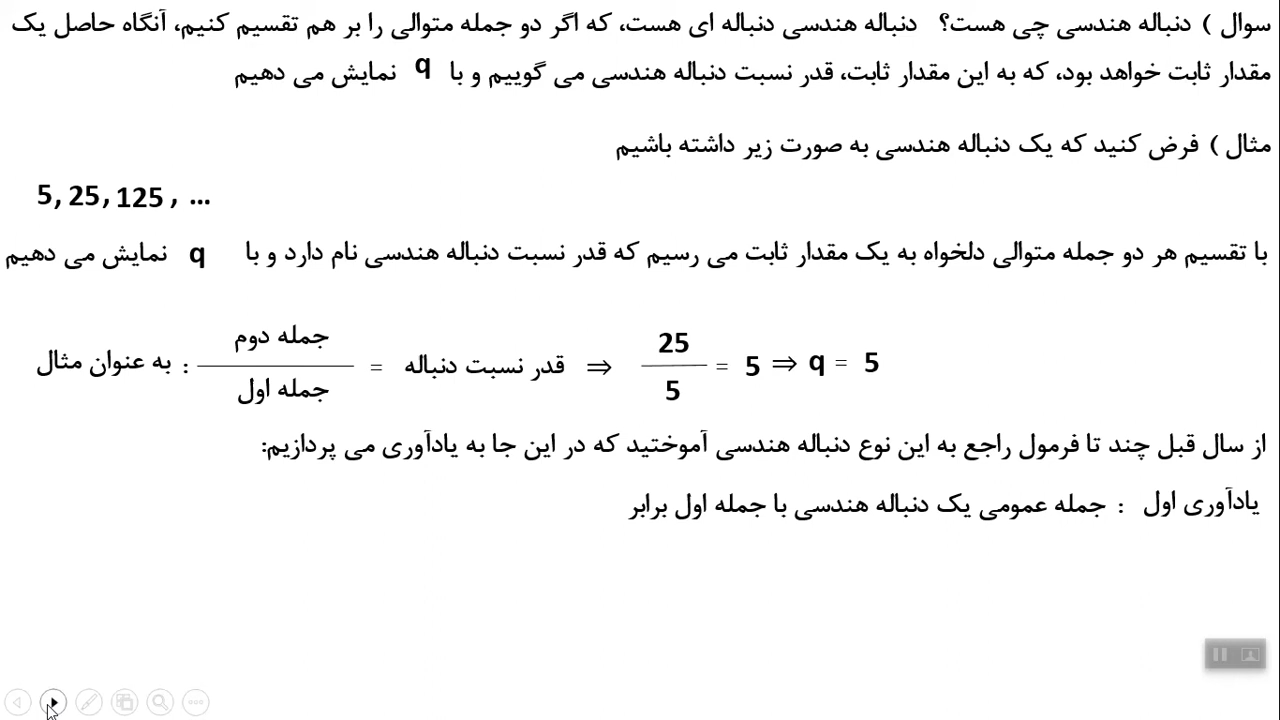 سوال ) دنباله هندسی چی هست؟ دنباله هندسی دنباله ای هست، که اگر دو جمله متوالی را بر هم تقسیم کنیم، آنگاه حاصل یک
مقدار ثابت خواهد بود، که به این مقدار ثابت، قدر نسبت دنباله هندسی می گوییم و با q نمایش می دهیم
مثال ) فرض کنید که یک دنباله هندسی به صورت زیر داشته باشیم
5, 25, 125, ...
با تقسیم هر دو جمله متوالی دلخواه به یک مقدار ثابت می رسیم که قدر نسبت دنباله هندسی نام دارد و با q نمایش می دهیم
به عنوان مثال :
جمله دوم
جمله اول
= قدر نسبت دنباله ⇒
25
5
= 5 ⇒ q = 5
از سال قبل چند تا فرمول راجع به این نوع دنباله هندسی آموختید که در این جا به یادآوری می پردازیم:
یادآوری اول : جمله عمومی یک دنباله هندسی با جمله اول برابر